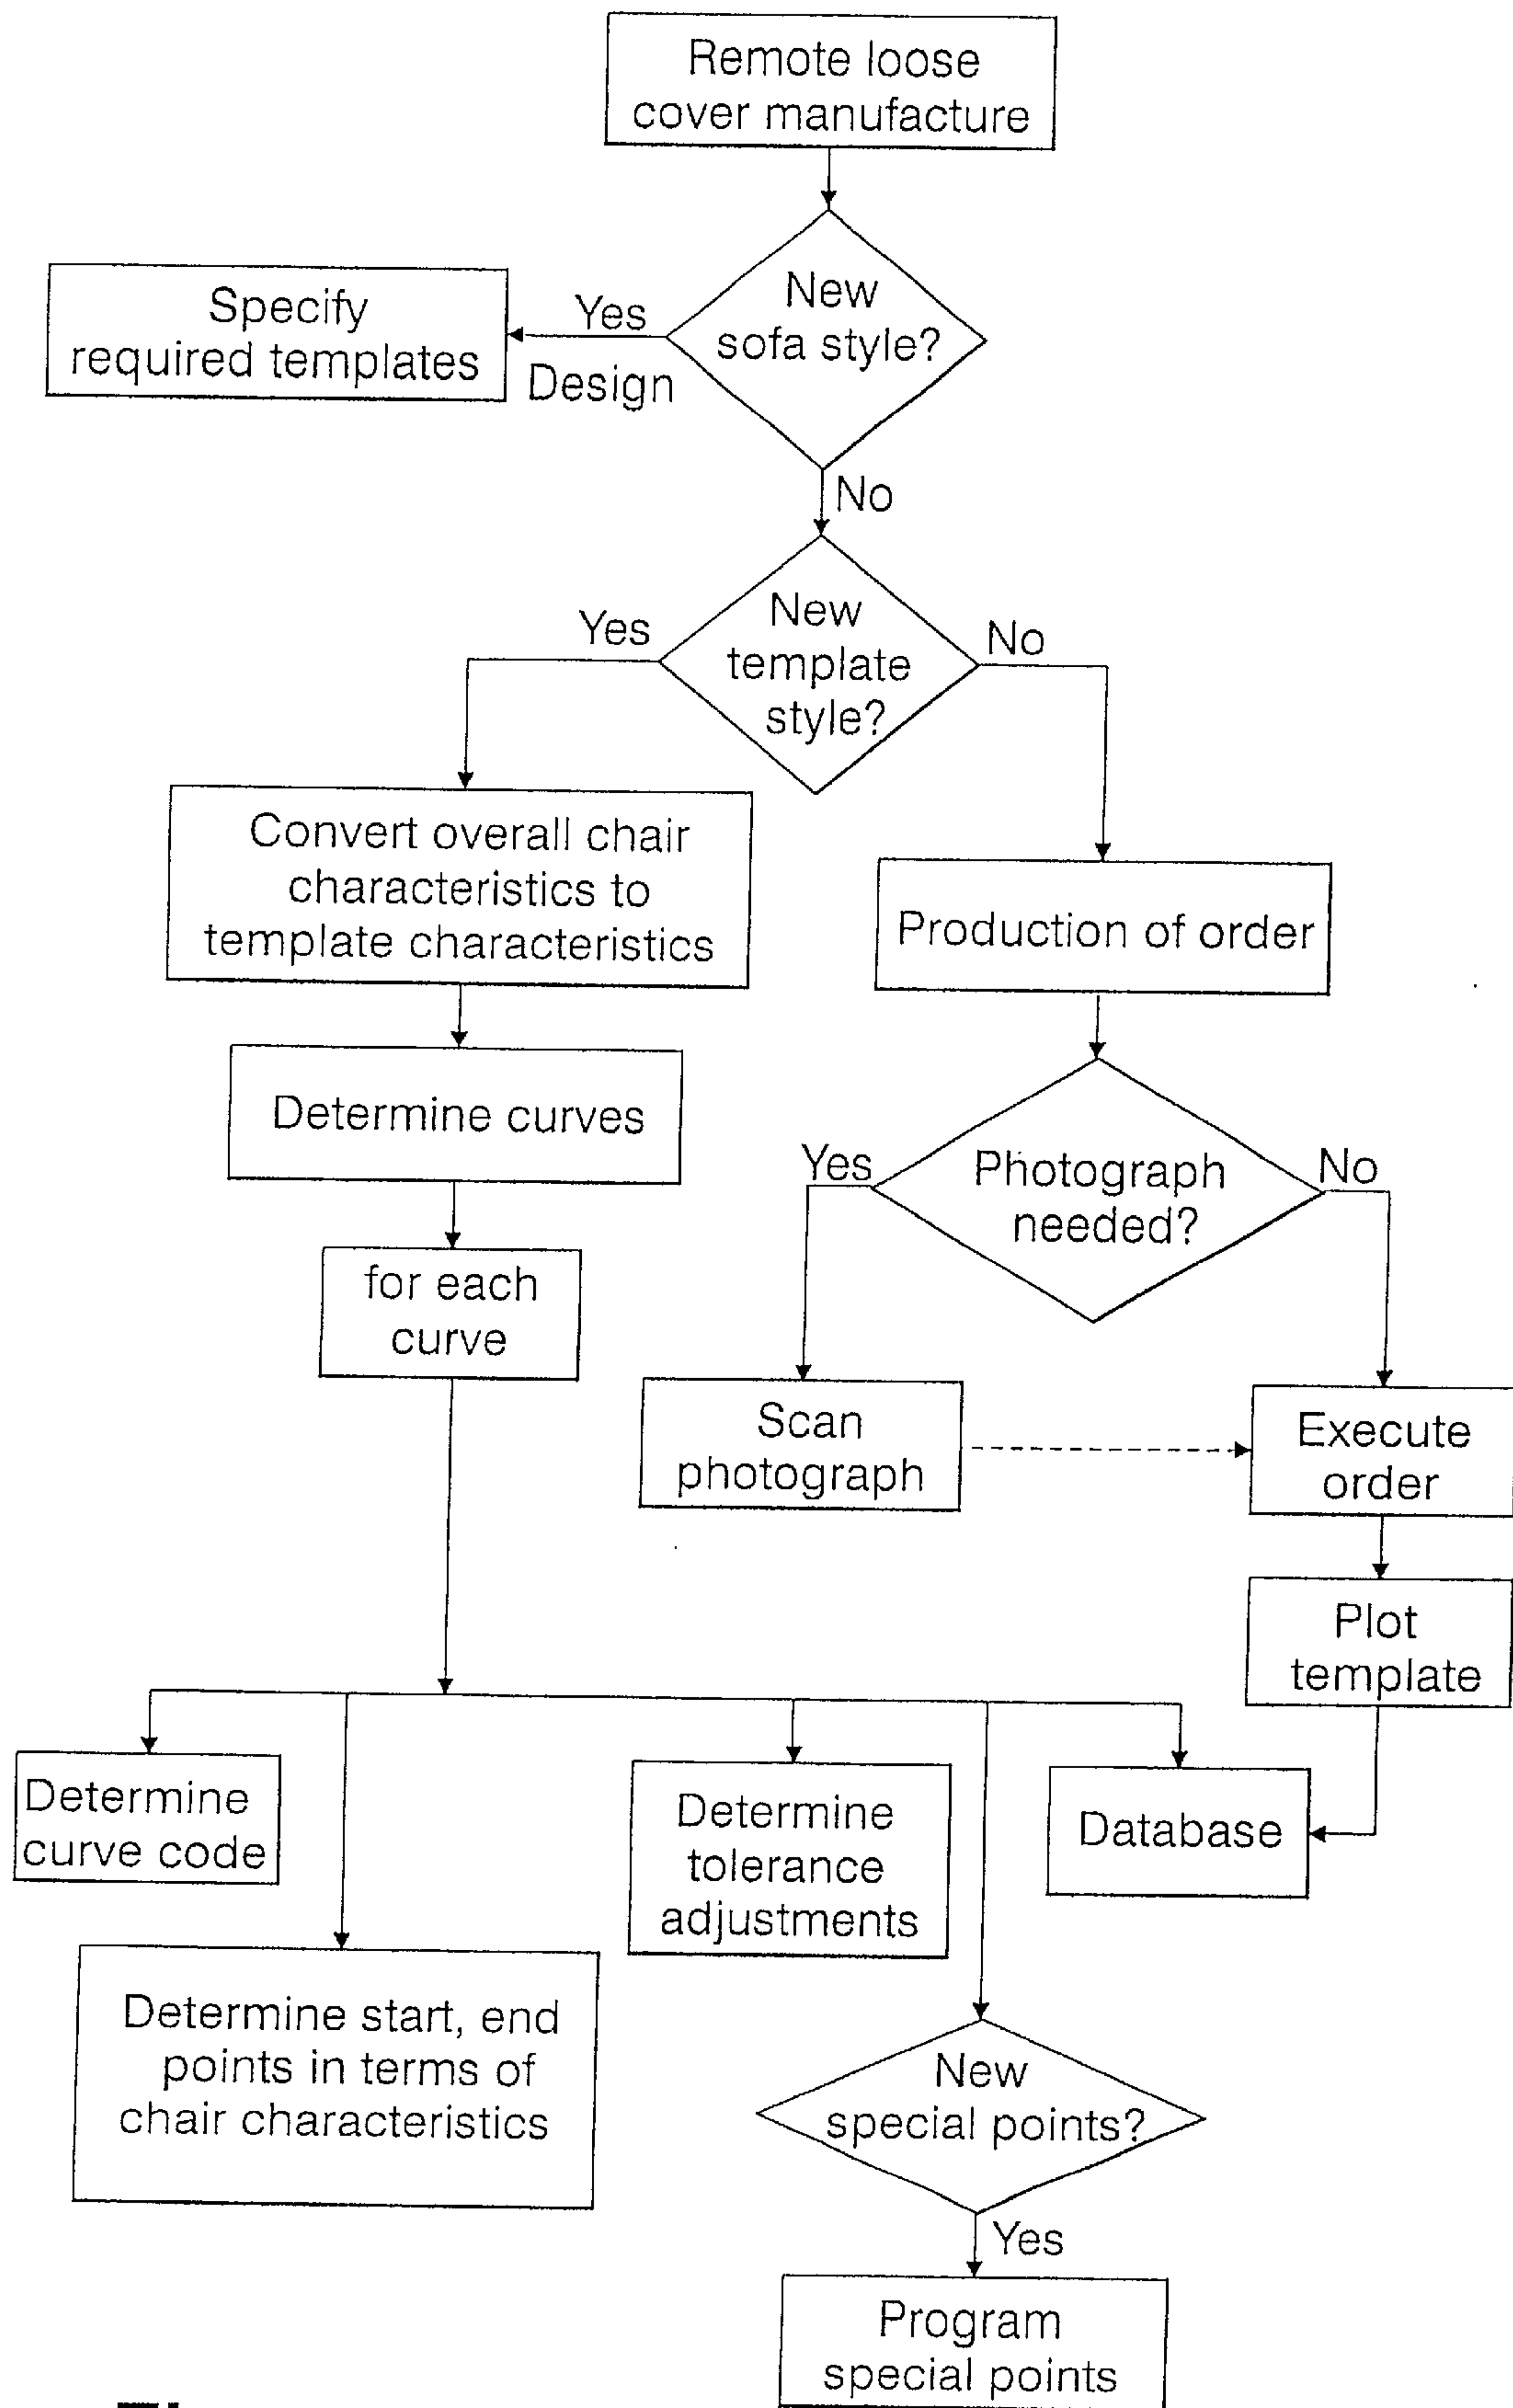 Remote loose
cover manufacture
New
sofa style?
Yes
Design
Specify
required templates
No
New
template
style?
Yes
No
Convert overall chair
characteristics to
template characteristics
Production of order
Determine curves
Photograph
needed?
Yes
No
for each
curve
Scan
photograph
Execute
order
Plot
template
Determine
curve code
Determine
tolerance
adjustments
Database
Determine start, end
points in terms of
chair characteristics
New
special points?
Yes
Program
special points